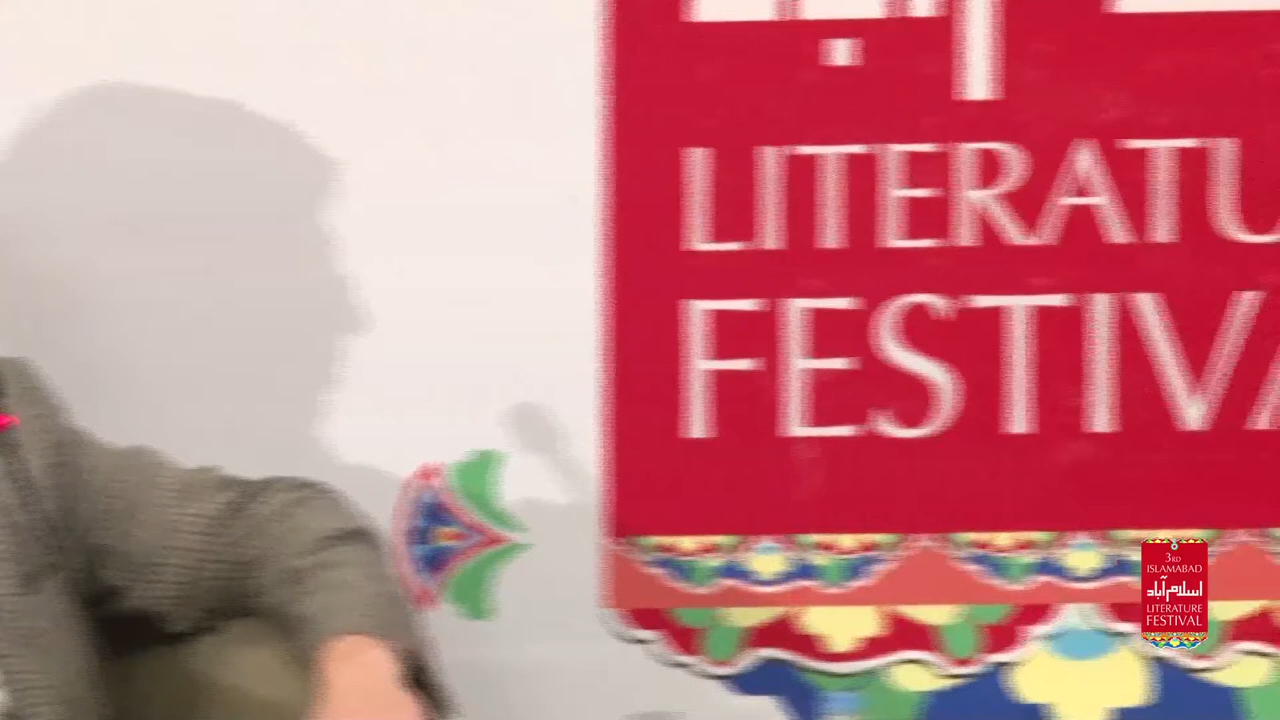 LITERATU
FESTIVA
3RD
ISLAMABAD
اسلام آباد
LITERATURE
FESTIVAL